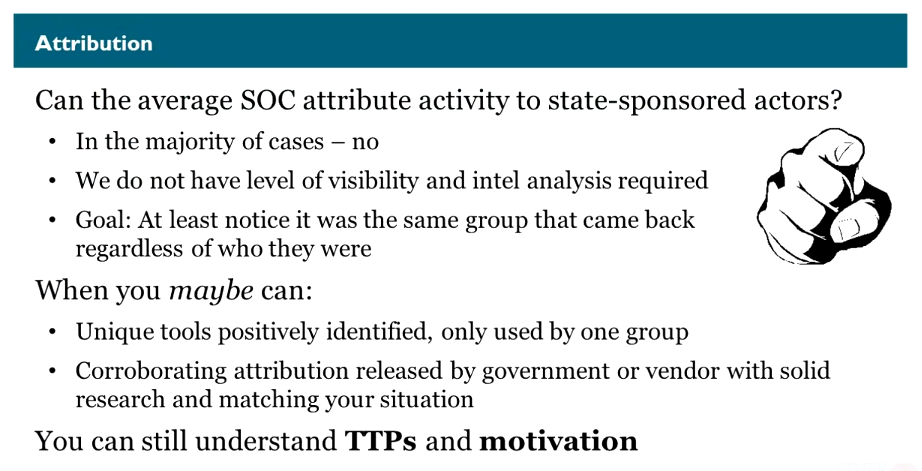 Attribution
Can the average SOC attribute activity to state-sponsored actors?
• In the majority of cases – no
• We do not have level of visibility and intel analysis required
• Goal: At least notice it was the same group that came back
regardless of who they were
When you maybe can:
• Unique tools positively identified, only used by one group
• Corroborating attribution released by government or vendor with solid
research and matching your situation
You can still understand TTPs and motivation